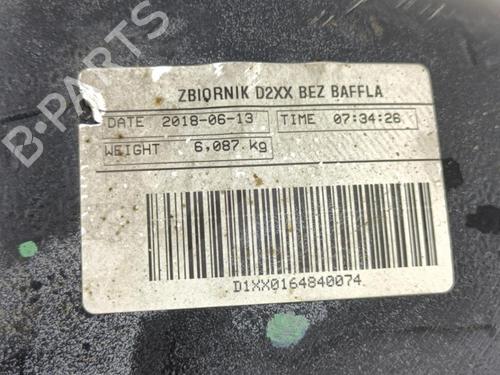 ZBIORNIK D2XX BEZ BAFFLA
DATE 2018-06-13 TIME 07:34:26
WEIGHT 6,087 kg
D1XX0164840074
B-PARTS